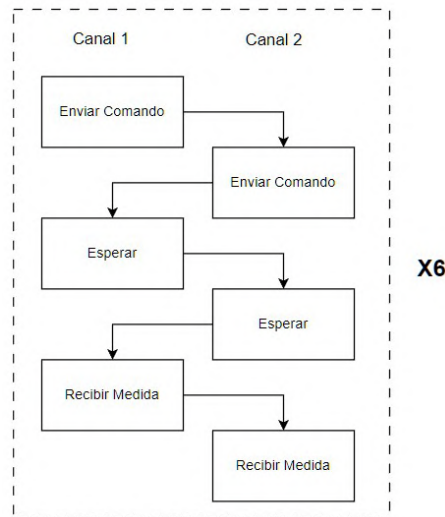 Canal 1
Canal 2
Enviar Comando
Enviar Comando
Esperar
X6
Esperar
Recibir Medida
Recibir Medida